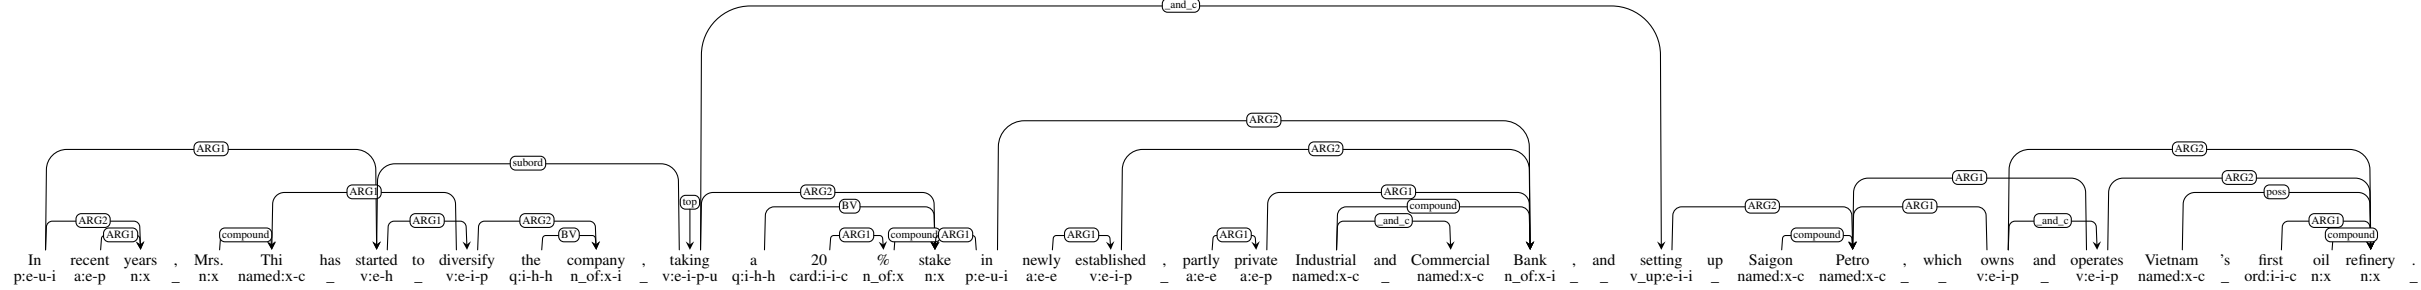 _and_c
ARG2
ARG1 ARG2 ARG2
subord
ARG1 ARG1
ARG1 ARG2 ARG1 poss
top BV compound ARG2 ARG1
ARG2 ARG1 ARG2 _and_c _and_c ARG1
ARG1 compound BV ARG1 compound ARG1 ARG1 ARG1 compound compound
In recent years , Mrs. Thi has started to diversify the company , taking a 20 % stake in newly established , partly private Industrial and Commercial Bank , and setting up Saigon Petro , which owns and operates Vietnam 's first oil refinery .
p:e-u-i a:e-p n:x _ n:x named:x-c _ v:e-h _ v:e-i-p q:i-h-h n_of:x-i _ v:e-i-p-u q:i-h-h card:i-i-c n_of:x n:x p:e-u-i a:e-e v:e-i-p _ a:e-e a:e-p named:x-c _ named:x-c n_of:x-i _ _ v_up:e-i-i _ named:x-c named:x-c _ _ v:e-i-p _ v:e-i-p named:x-c _ ord:i-i-c n:x n:x _